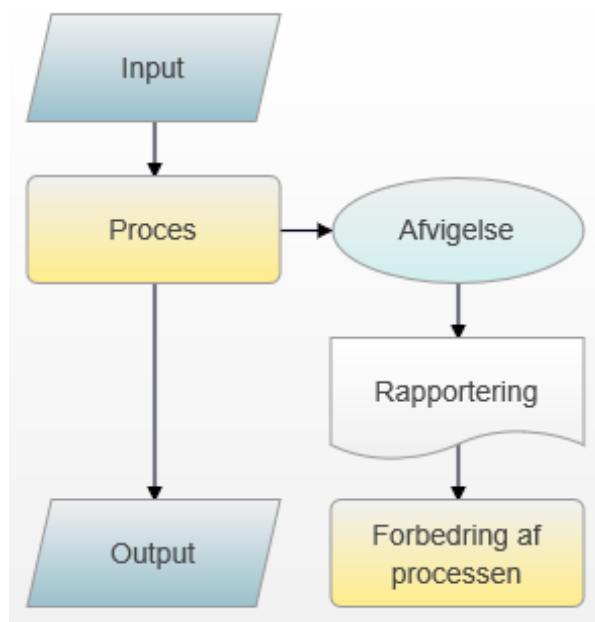 Input
Proces
Afvigelse
Rapportering
Output
Forbedring af
processen